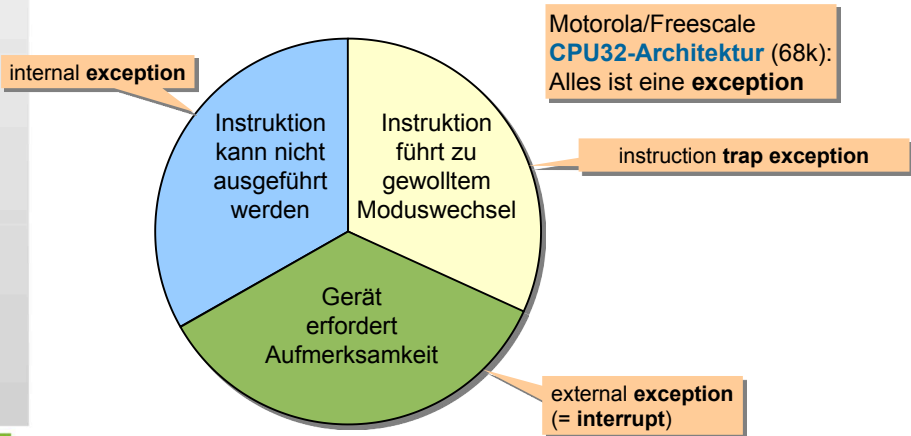 Motorola/Freescale
CPU32-Architektur (68k):
Alles ist eine exception
internal exception
Instruktion
kann nicht
ausgeführt
werden
Instruktion
führt zu
gewolltem
Moduswechsel
instruction trap exception
Gerät
erfordert
Aufmerksamkeit
external exception
(= interrupt)